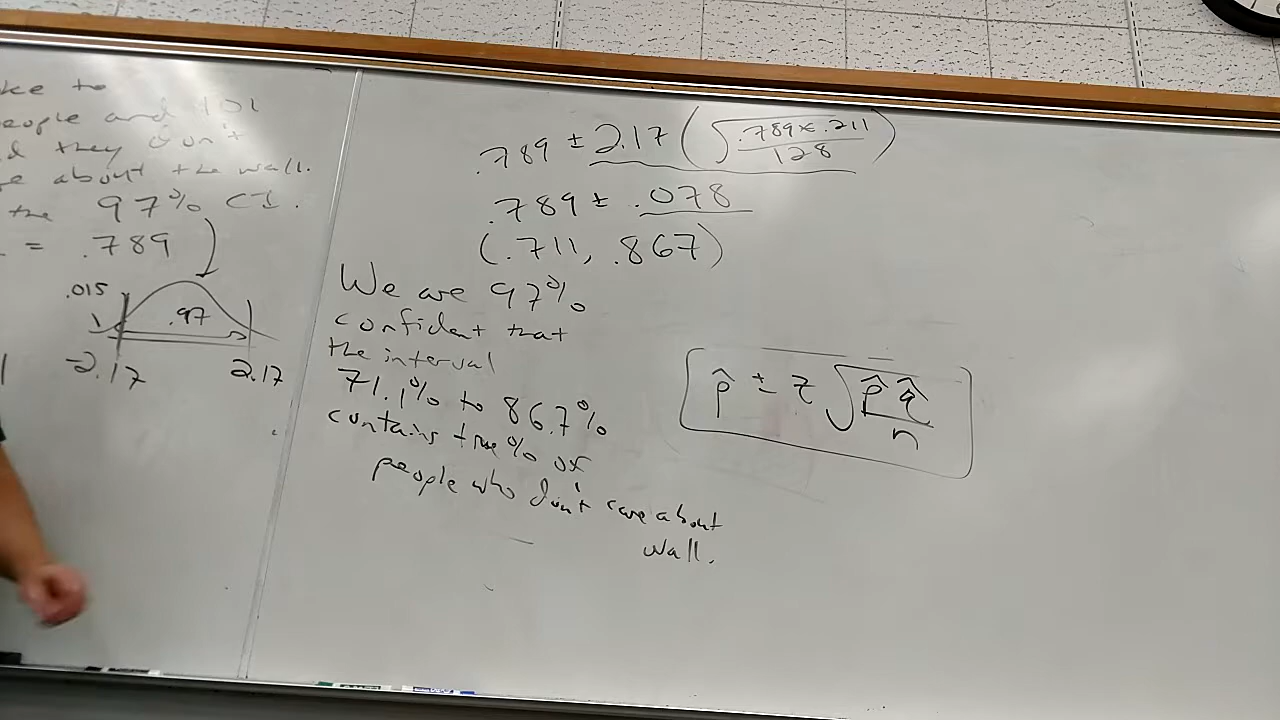 to
people and 101
they don't
about the wall.
the 97% CI.
= .789
.015
.97
-2.17 2.17
.789 ± 2.17 (√.789×.211/128)
.789 ± .078
(.711, .867)
We are 97%
confident that
the interval
71.1% to 86.7%
contains true % of
people who don't care about
wall.
p̂ ± z √p̂ q̂/n